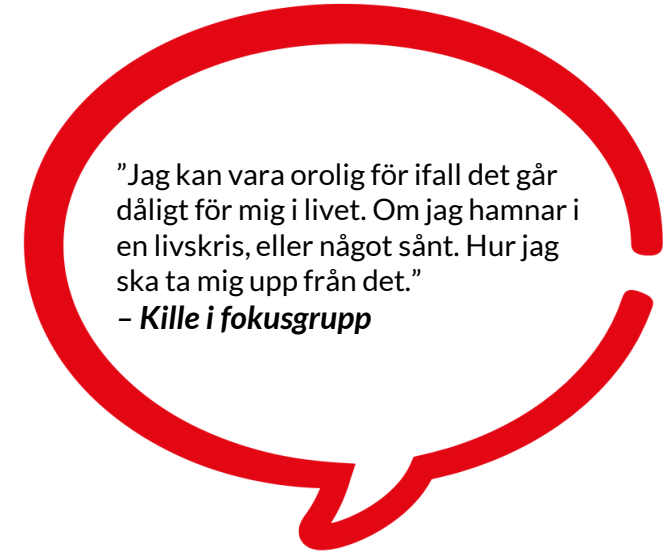 ”Jag kan vara orolig för ifall det går
dåligt för mig i livet. Om jag hamnar i
en livskris, eller något sånt. Hur jag
ska ta mig upp från det.”
– Kille i fokusgrupp